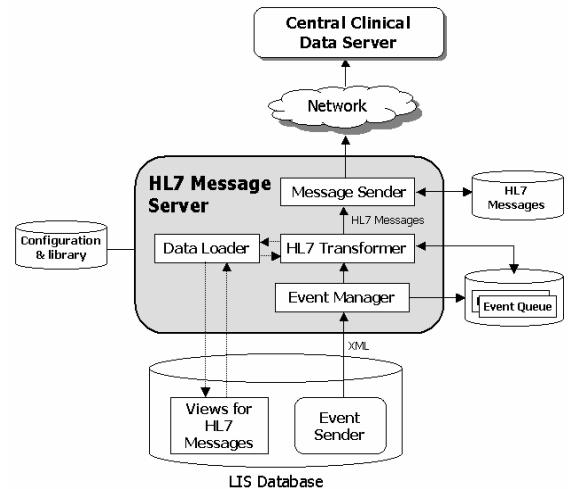 Central Clinical
Data Server
Network
HL7 Message
Server
Message Sender
HL7
Messages
HL7 Messages
Configuration
& library
Data Loader
HL7 Transformer
Event Manager
Event Queue
XML
Views for
HL7
Messages
Event
Sender
LIS Database